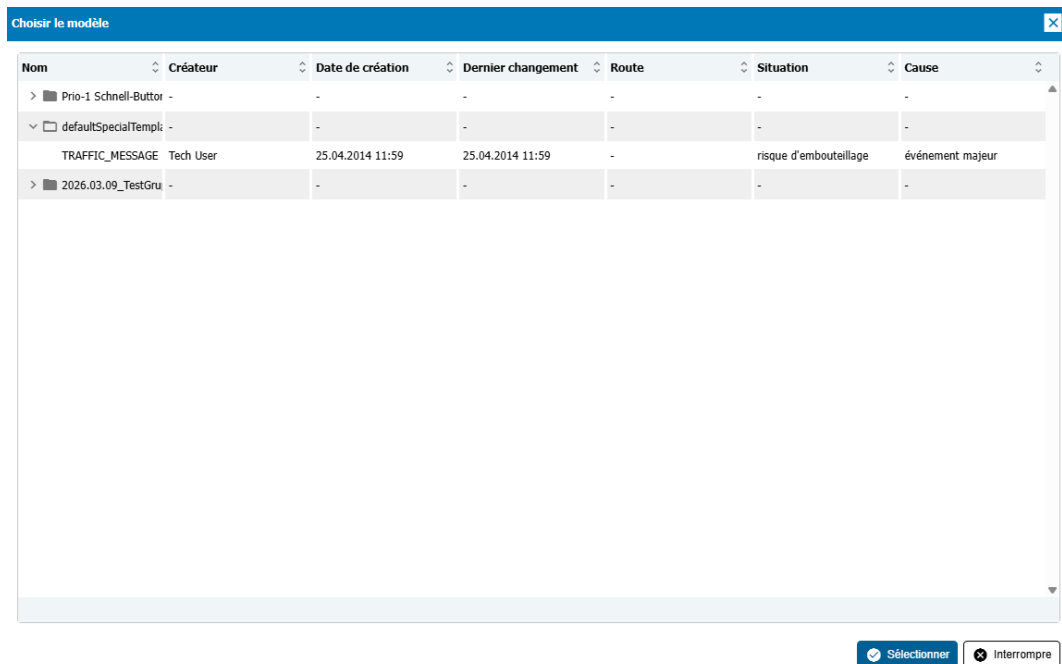 Choisir le modèle
Nom Créateur Date de création Dernier changement Route Situation Cause
Prio-1 Schnell-Button - - - - - -
defaultSpecialTempla - - - - - -
TRAFFIC_MESSAGE Tech User 25.04.2014 11:59 25.04.2014 11:59 - risque d'embouteillage événement majeur
2026.03.09_TestGru - - - - - -
Sélectionner Interrompre